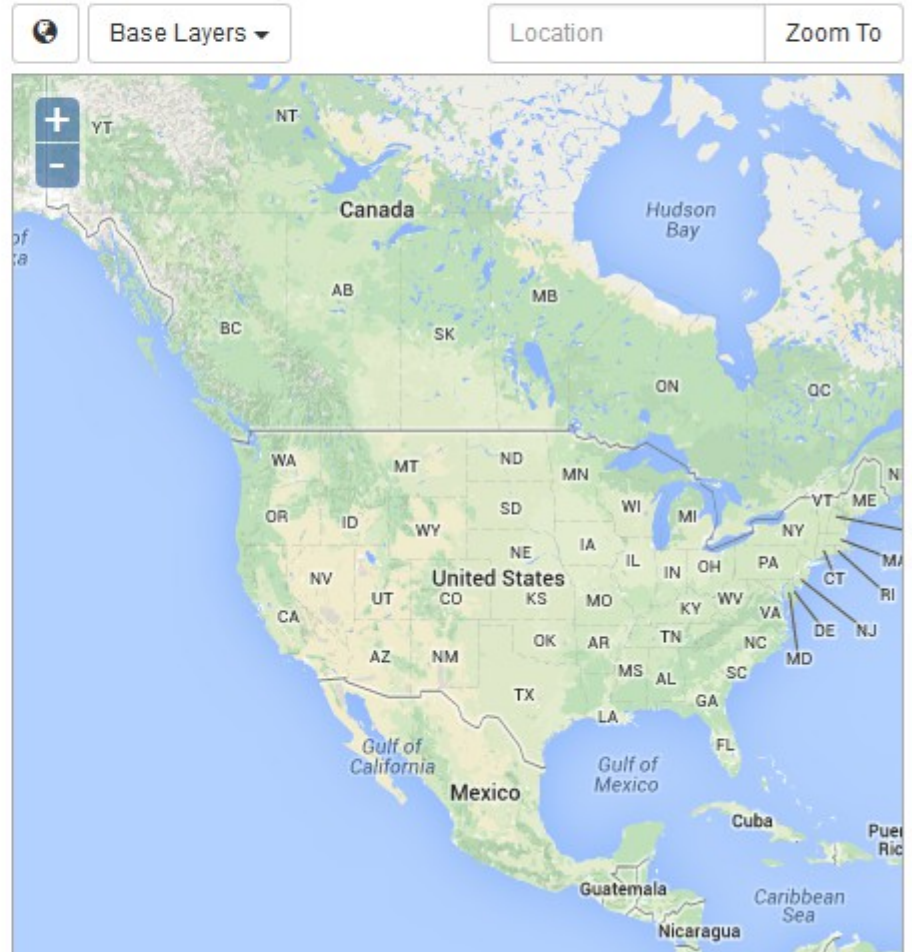 Base Layers
Location
Zoom To
+
-
YT
NT
Canada
Hudson
Bay
of
AB
MB
BC
SK
ON
QC
WA
MT
ND
MN
VT
ME
OR
ID
WY
SD
WI
MI
NY
NE
IA
IL
IN
OH
PA
MA
NV
United States
CT
UT
CO
KS
MO
KY
WV
VA
RI
CA
OK
AR
TN
NC
DE
NJ
AZ
NM
MS
AL
SC
MD
TX
GA
LA
FL
Gulf of
California
Gulf of
Mexico
Mexico
Cuba
Puer
Ric
Guatemala
Caribbean
Sea
Nicaragua